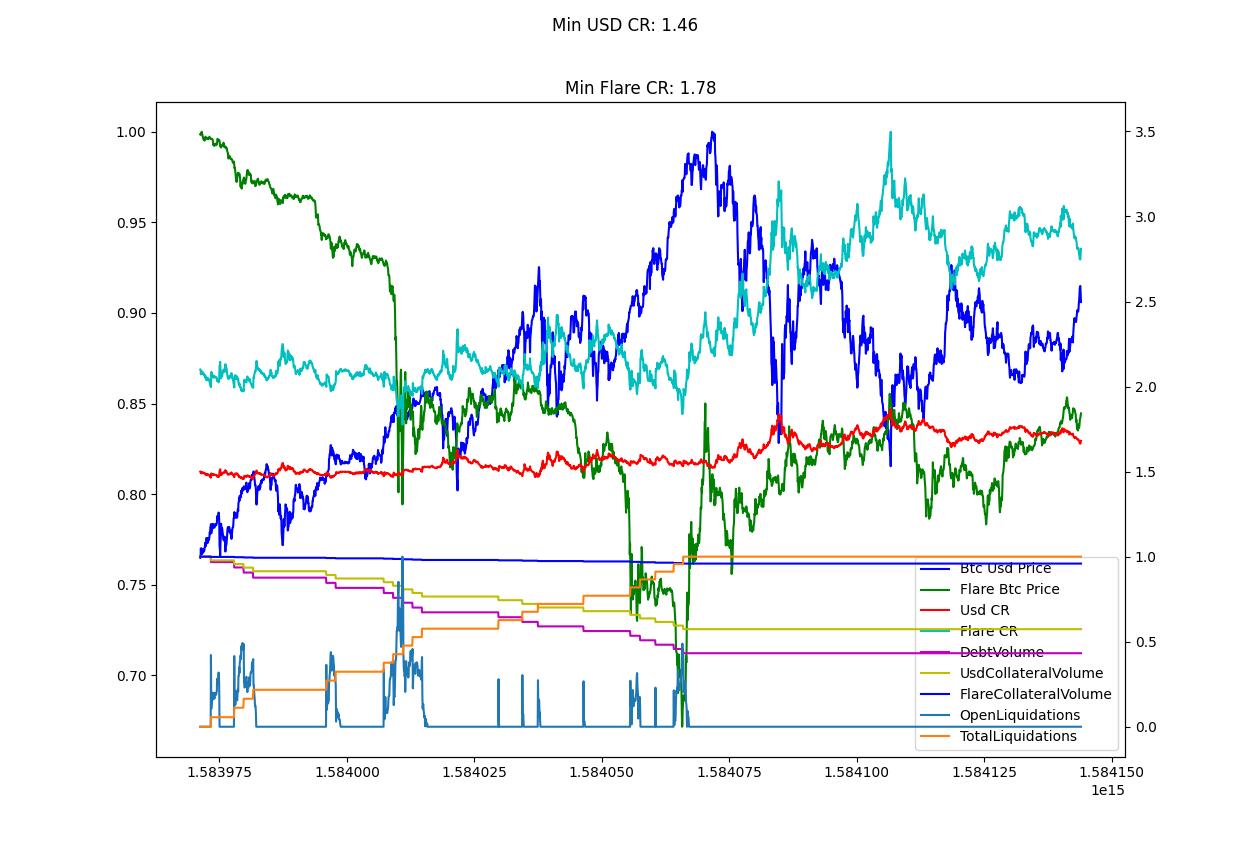 Min USD CR: 1.46
Min Flare CR: 1.78
1.00
0.95
0.90
0.85
0.80
0.75
0.70
3.5
3.0
2.5
2.0
1.5
1.0
0.5
0.0
Btc Usd Price
Flare Btc Price
Usd CR
Flare CR
DebtVolume
UsdCollateralVolume
FlareCollateralVolume
OpenLiquidations
TotalLiquidations
1.583975 1.584000 1.584025 1.584050 1.584075 1.584100 1.584125 1.584150
1e15